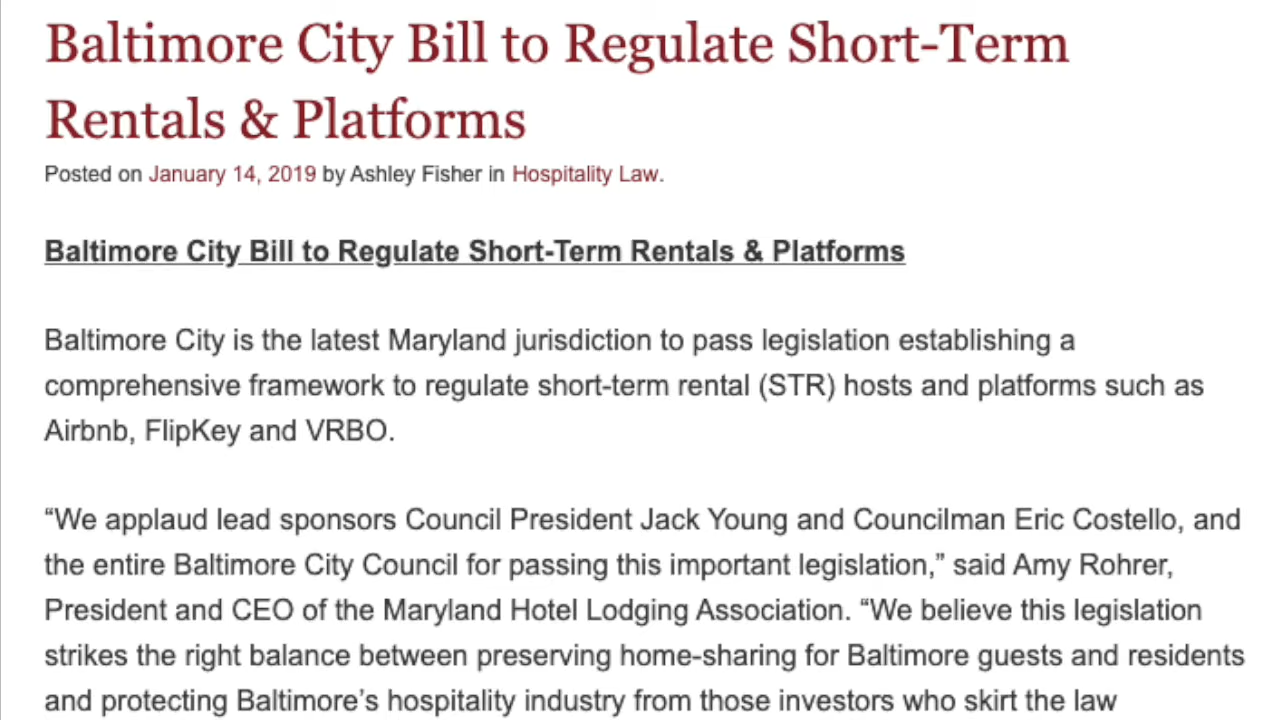 Baltimore City Bill to Regulate Short-Term
Rentals & Platforms
Posted on January 14, 2019 by Ashley Fisher in Hospitality Law.
Baltimore City Bill to Regulate Short-Term Rentals & Platforms
Baltimore City is the latest Maryland jurisdiction to pass legislation establishing a
comprehensive framework to regulate short-term rental (STR) hosts and platforms such as
Airbnb, FlipKey and VRBO.
“We applaud lead sponsors Council President Jack Young and Councilman Eric Costello, and
the entire Baltimore City Council for passing this important legislation,” said Amy Rohrer,
President and CEO of the Maryland Hotel Lodging Association. “We believe this legislation
strikes the right balance between preserving home-sharing for Baltimore guests and residents
and protecting Baltimore’s hospitality industry from those investors who skirt the law